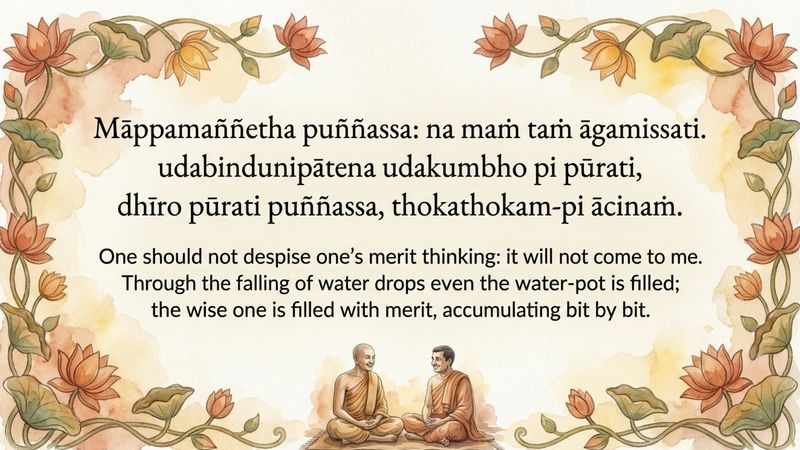 Māppamaññetha puññassa: na maṁ taṁ āgamissati.
udabindunipātena udakumbho pi pūrati,
dhīro pūrati puññassa, thokathokam-pi ācinaṁ.
One should not despise one’s merit thinking: it will not come to me.
Through the falling of water drops even the water-pot is filled;
the wise one is filled with merit, accumulating bit by bit.